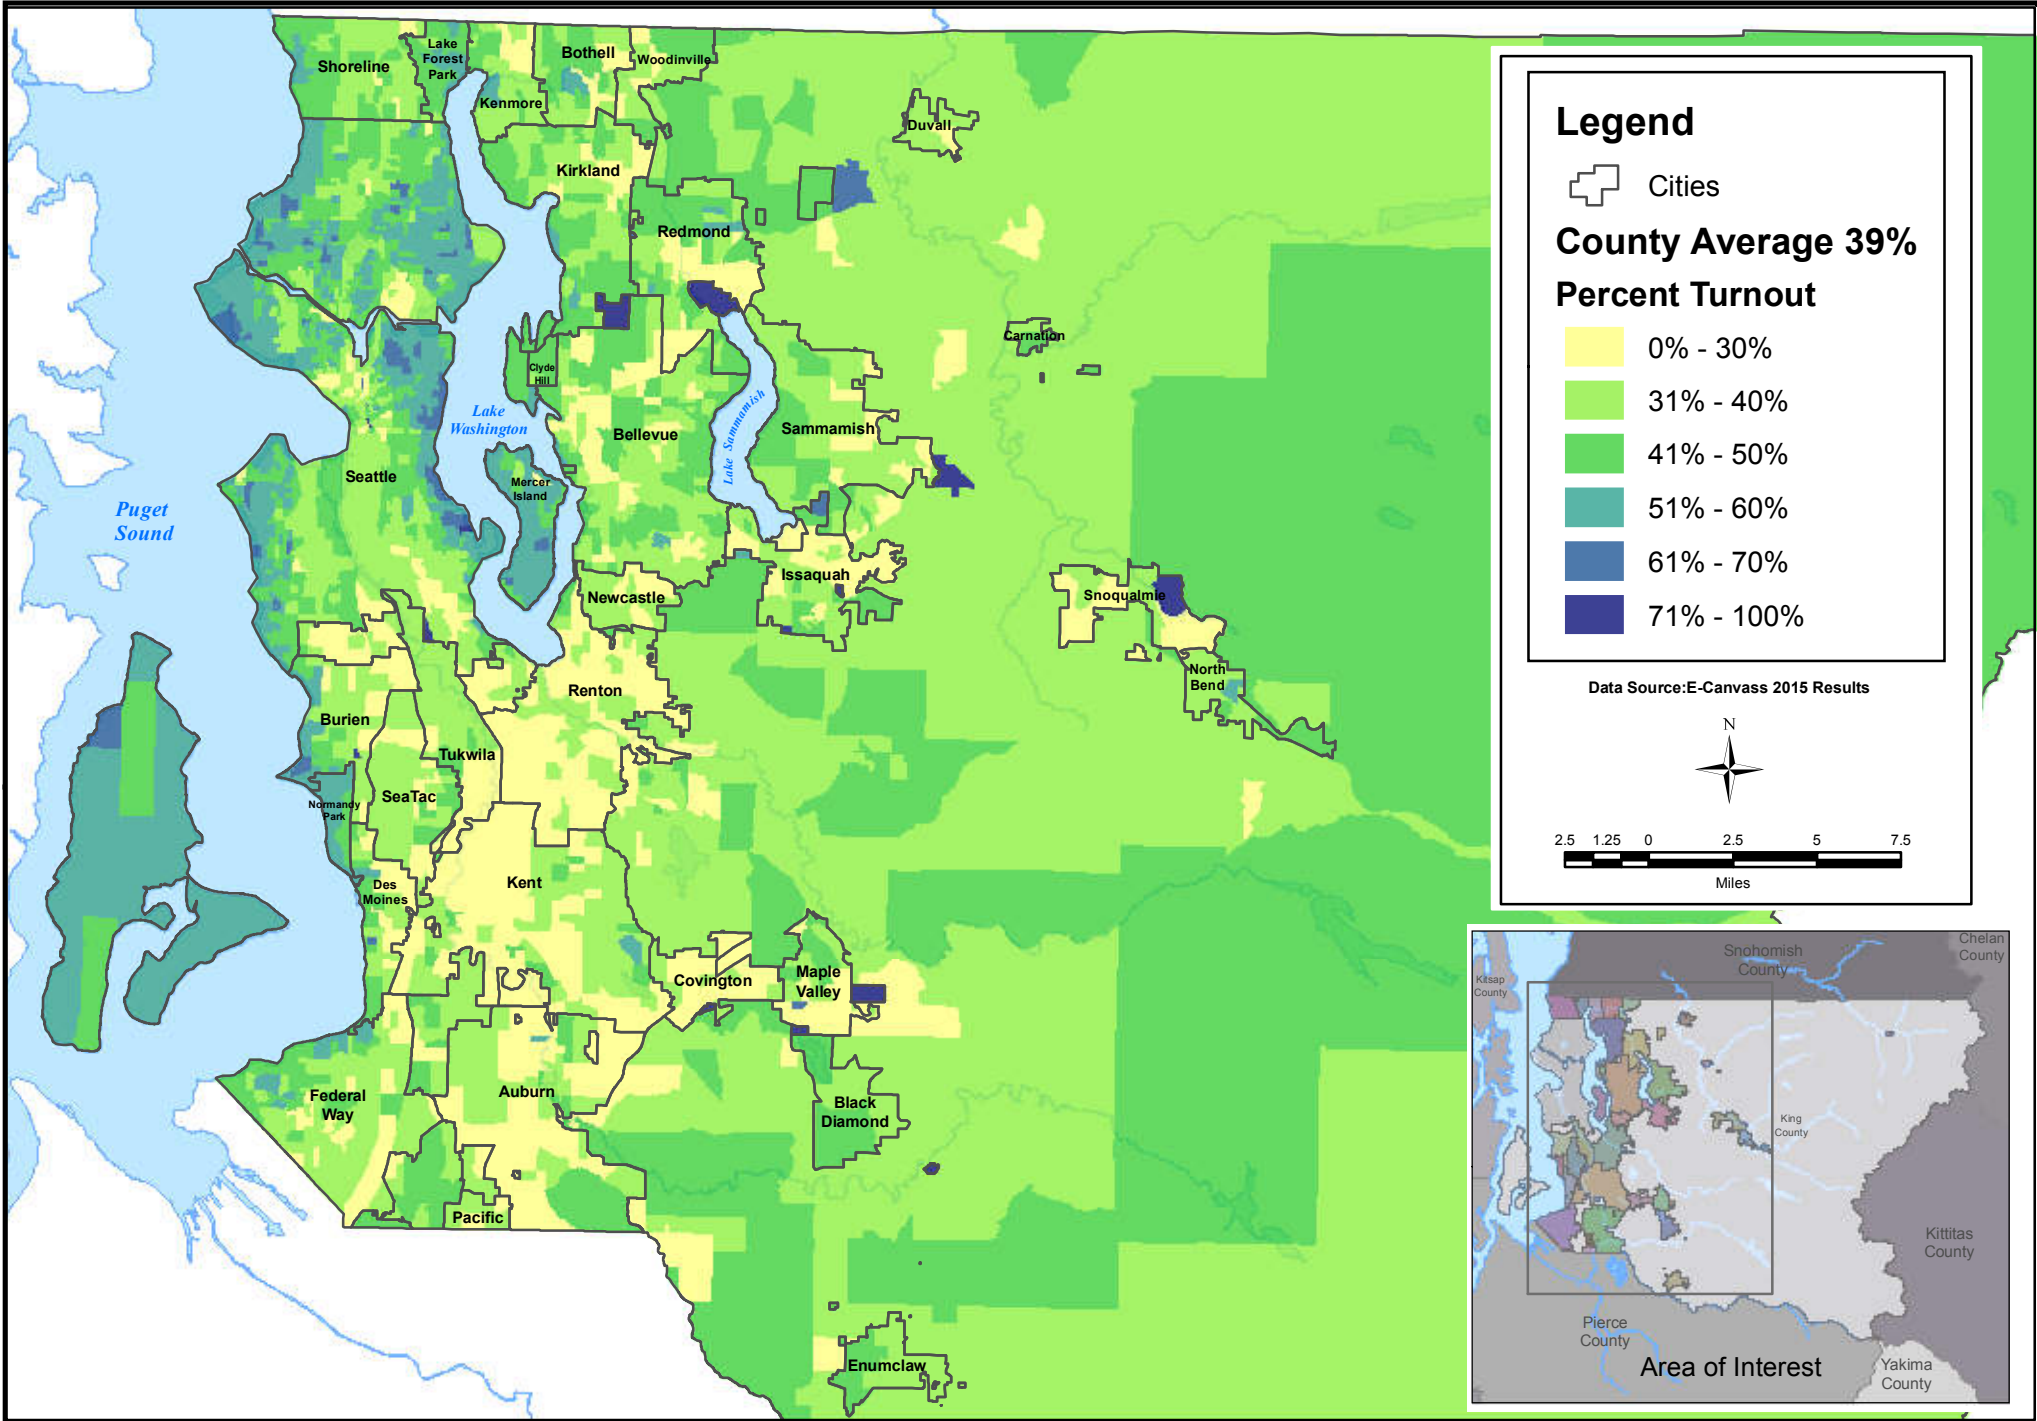 Shoreline
Lake
Forest
Park
Bothell
Woodinville
Kenmore
Duvall
Kirkland
Redmond
Carnation
Clyde
Hill
Lake
Washington
Lake Sammamish
Bellevue
Sammamish
Seattle
Mercer
Island
Puget
Sound
Issaquah
Newcastle
Snoqualmie
North
Bend
Renton
Burien
Tukwila
SeaTac
Normandy
Park
Des
Moines
Kent
Covington
Maple
Valley
Auburn
Federal
Way
Black
Diamond
Pacific
Enumclaw
Legend
Cities
County Average 39%
Percent Turnout
0% - 30%
31% - 40%
41% - 50%
51% - 60%
61% - 70%
71% - 100%
Data Source:E-Canvass 2015 Results
N
2.5 1.25 0 2.5 5 7.5
Miles
Snohomish
County
Chelan
County
Kitsap
County
King
County
Kittitas
County
Pierce
County
Area of Interest
Yakima
County